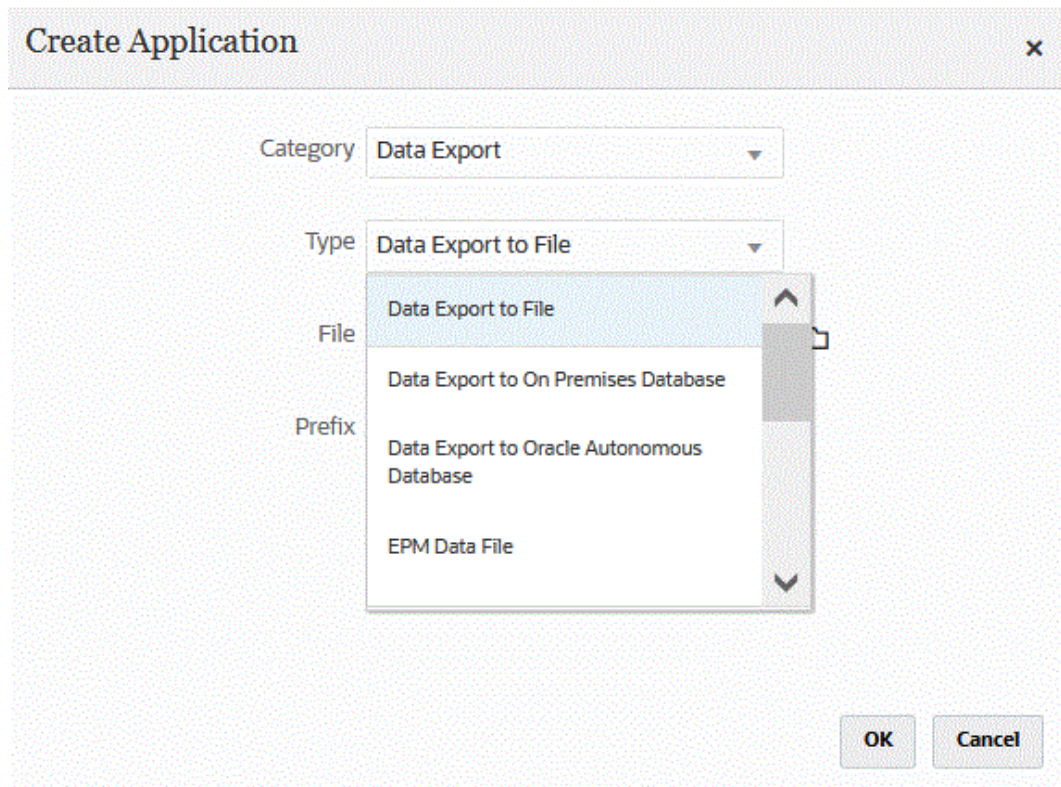 Create Application
Category Data Export
Type Data Export to File
Data Export to File
File
Data Export to On Premises Database
Prefix
Data Export to Oracle Autonomous
Database
EPM Data File
OK Cancel